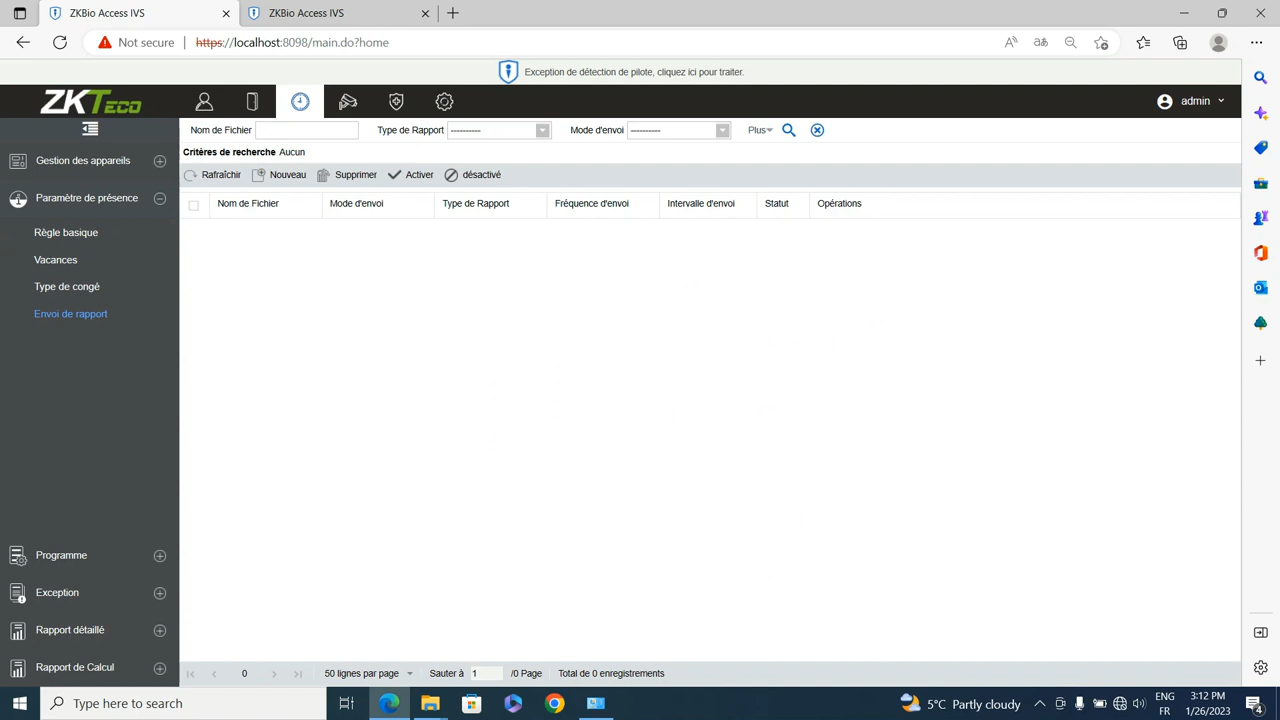 ZKBio Access IVS
ZKBio Access IVS
Not secure
https://localhost:8098/main.do?home
Exception de détection de pilote, cliquez ici pour traiter.
ZKTECO
admin
Nom de Fichier
Type de Rapport ----------
Mode d'envoi ----------
Plus
Critères de recherche Aucun
Rafraîchir Nouveau Supprimer Activer désactivé
Nom de Fichier Mode d'envoi Type de Rapport Fréquence d'envoi Intervalle d'envoi Statut Opérations
Gestion des appareils
Paramètre de présence
Règle basique
Vacances
Type de congé
Envoi de rapport
Programme
Exception
Rapport détaillé
Rapport de Calcul
0 50 lignes par page Sauter à 1 /0 Page Total de 0 enregistrements
Type here to search
5°C Partly cloudy
ENG
FR
3:12 PM
1/26/2023
4